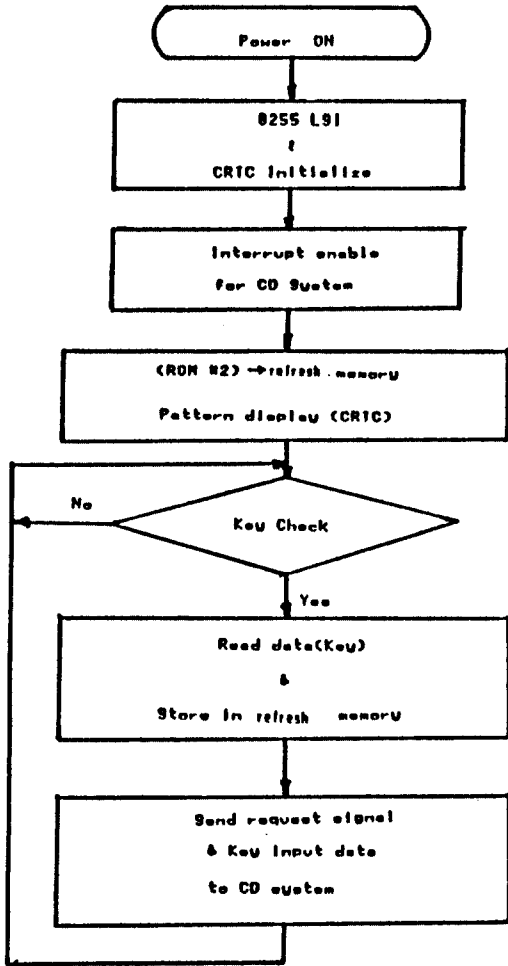 Power ON
8255 LSI
&
CRTC Initialize
Interrupt enable
for CD System
(ROM #2) → refresh memory
Pattern display (CRTC)
No
Key Check
Yes
Read data(Key)
&
Store in refresh memory
Send request signal
& Key Input data
to CD system